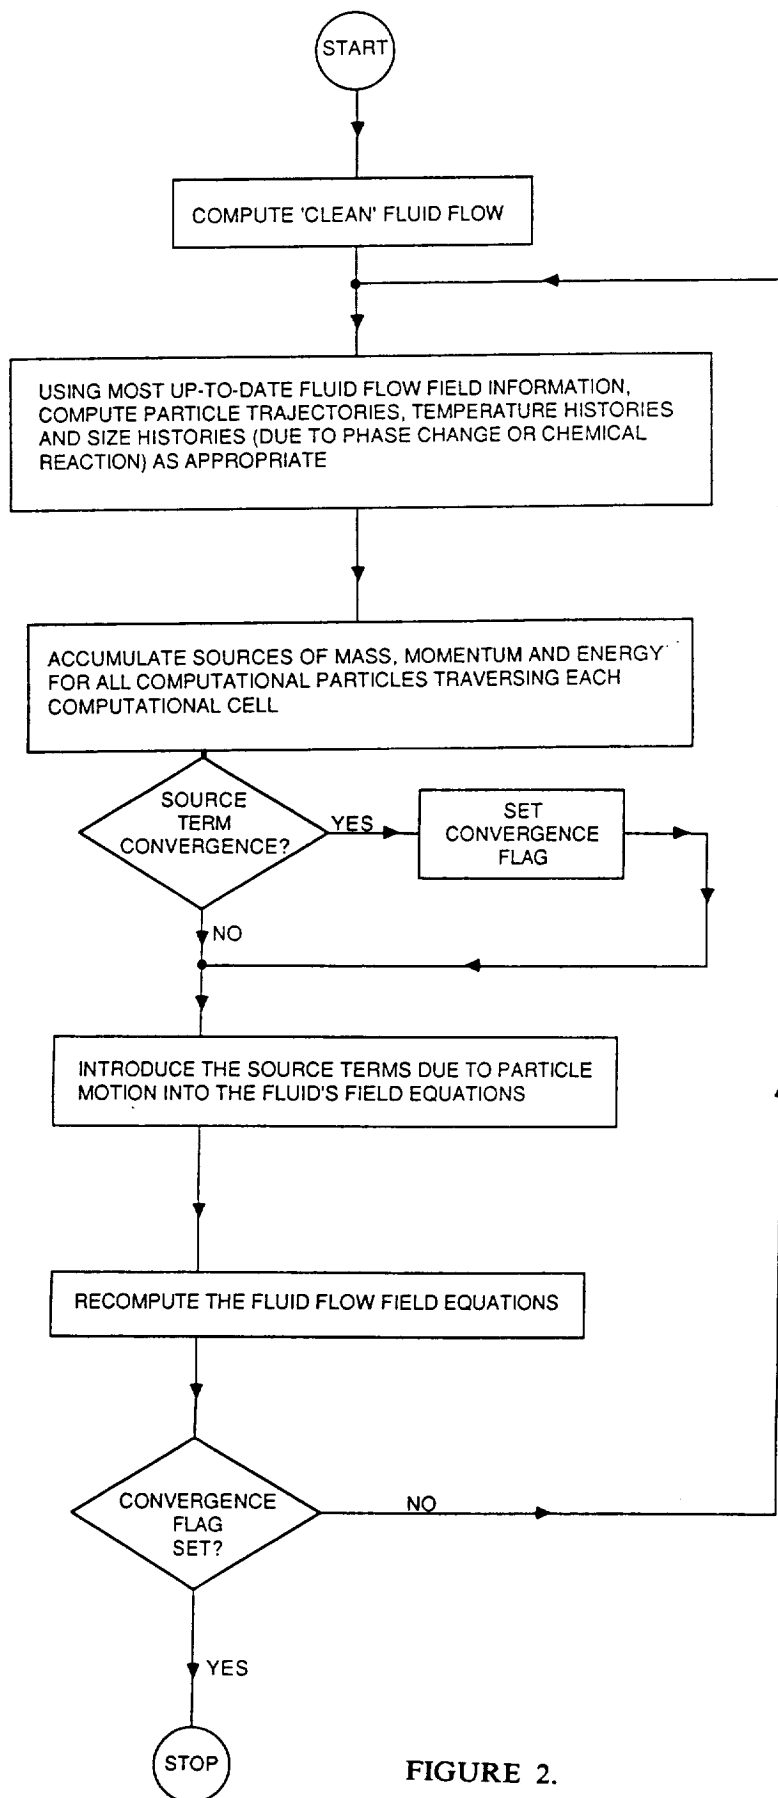 START
COMPUTE 'CLEAN' FLUID FLOW
USING MOST UP-TO-DATE FLUID FLOW FIELD INFORMATION,
COMPUTE PARTICLE TRAJECTORIES, TEMPERATURE HISTORIES
AND SIZE HISTORIES (DUE TO PHASE CHANGE OR CHEMICAL
REACTION) AS APPROPRIATE
ACCUMULATE SOURCES OF MASS, MOMENTUM AND ENERGY
FOR ALL COMPUTATIONAL PARTICLES TRAVERSING EACH
COMPUTATIONAL CELL
SOURCE
TERM
CONVERGENCE?
YES
SET
CONVERGENCE
FLAG
NO
INTRODUCE THE SOURCE TERMS DUE TO PARTICLE
MOTION INTO THE FLUID'S FIELD EQUATIONS
RECOMPUTE THE FLUID FLOW FIELD EQUATIONS
CONVERGENCE
FLAG
SET?
NO
YES
STOP
FIGURE 2.